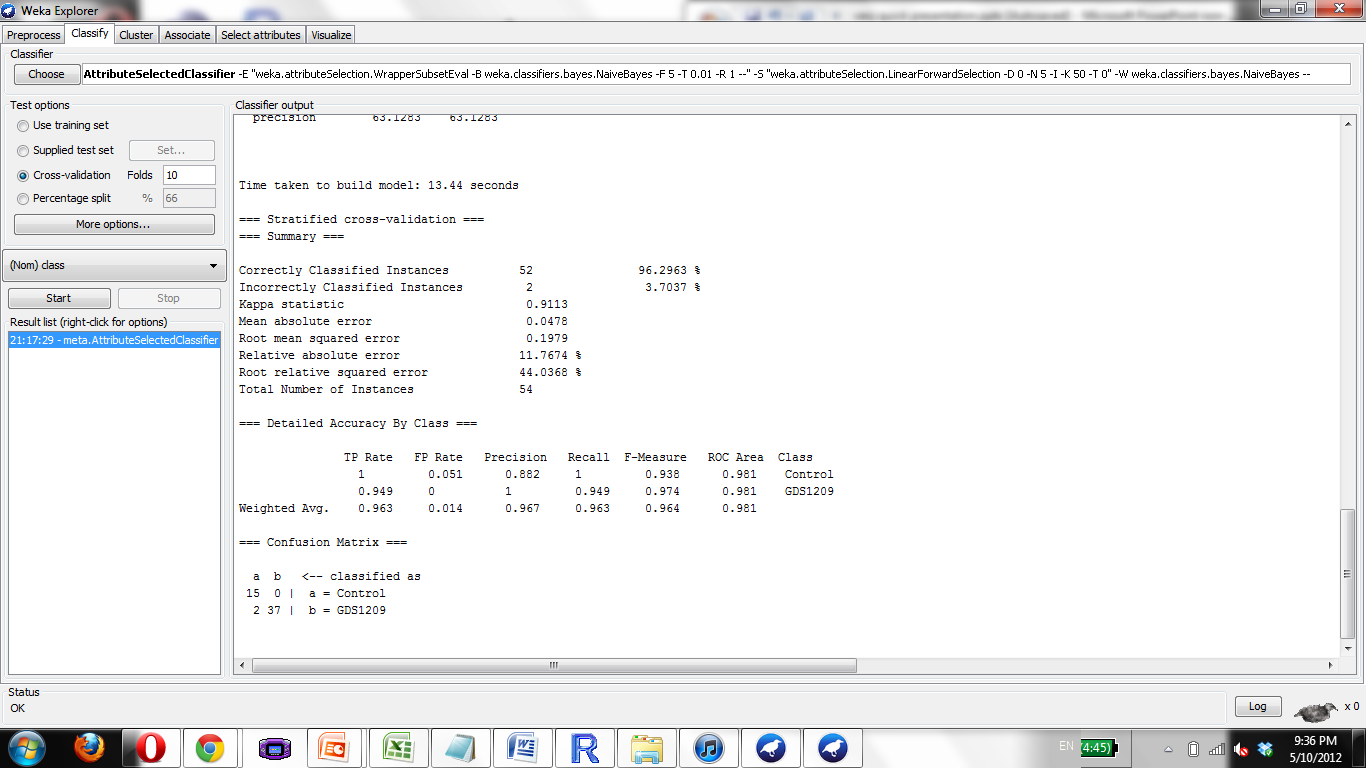 Weka Explorer
Preprocess Classify Cluster Associate Select attributes Visualize
Classifier
Choose AttributeSelectedClassifier -E "weka.attributeSelection.WrapperSubsetEval -B weka.classifiers.bayes.NaiveBayes -F 5 -T 0.01 -R 1 --" -S "weka.attributeSelection.LinearForwardSelection -D 0 -N 5 -I -K 50 -T 0" -W weka.classifiers.bayes.NaiveBayes --
Test options
Use training set
Supplied test set Set...
Cross-validation Folds 10
Percentage split % 66
More options...
(Nom) class
Start Stop
Result list (right-click for options)
21:17:29 - meta.AttributeSelectedClassifier
Classifier output
precision 63.1283 63.1283
Time taken to build model: 13.44 seconds
=== Stratified cross-validation ===
=== Summary ===
Correctly Classified Instances 52 96.2963 %
Incorrectly Classified Instances 2 3.7037 %
Kappa statistic 0.9113
Mean absolute error 0.0478
Root mean squared error 0.1979
Relative absolute error 11.7674 %
Root relative squared error 44.0368 %
Total Number of Instances 54
=== Detailed Accuracy By Class ===
TP Rate FP Rate Precision Recall F-Measure ROC Area Class
1 0.051 0.882 1 0.938 0.981 Control
0.949 0 1 0.949 0.974 0.981 GDS1209
Weighted Avg. 0.963 0.014 0.967 0.963 0.964 0.981
=== Confusion Matrix ===
a b <-- classified as
15 0 | a = Control
2 37 | b = GDS1209
Status
OK
Log x 0
EN (4:45)
9:36 PM
5/10/2012